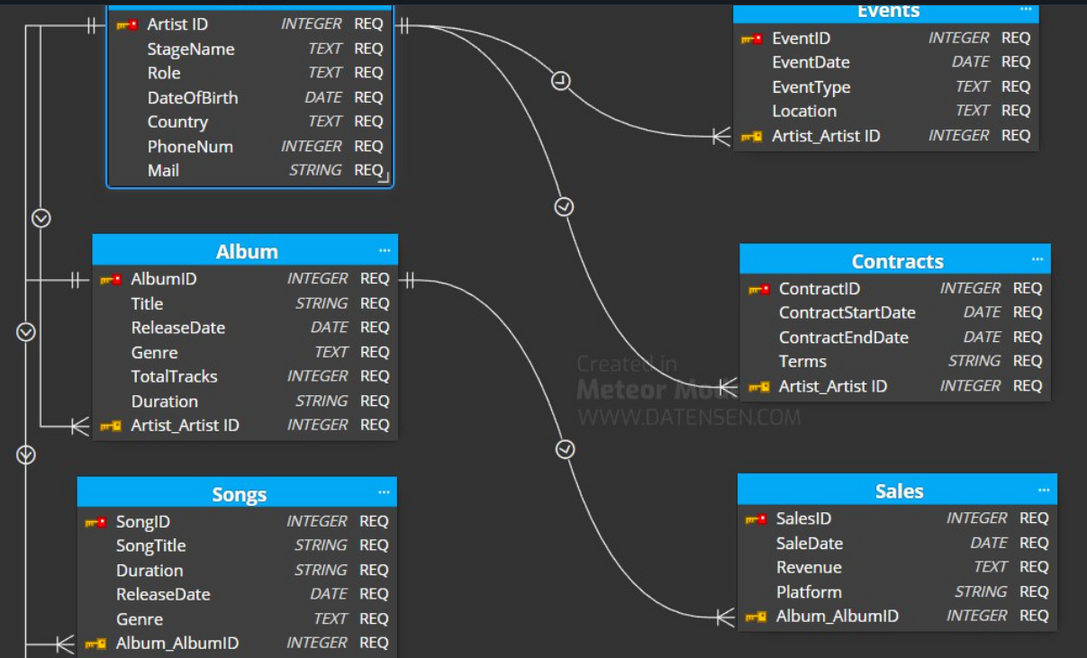 Artist ID INTEGER REQ
StageName TEXT REQ
Role TEXT REQ
DateOfBirth DATE REQ
Country TEXT REQ
PhoneNum INTEGER REQ
Mail STRING REQ
Album ...
AlbumID INTEGER REQ
Title STRING REQ
ReleaseDate DATE REQ
Genre TEXT REQ
TotalTracks INTEGER REQ
Duration STRING REQ
Artist_Artist ID INTEGER REQ
Songs ...
SongID INTEGER REQ
SongTitle STRING REQ
Duration STRING REQ
ReleaseDate DATE REQ
Genre TEXT REQ
Album_AlbumID INTEGER REQ
Events ...
EventID INTEGER REQ
EventDate DATE REQ
EventType TEXT REQ
Location TEXT REQ
Artist_Artist ID INTEGER REQ
Contracts ...
ContractID INTEGER REQ
ContractStartDate DATE REQ
ContractEndDate DATE REQ
Terms STRING REQ
Artist_Artist ID INTEGER REQ
Created in
Meteor
WWW.DATENSEN.COM
Sales ...
SalesID INTEGER REQ
SaleDate DATE REQ
Revenue TEXT REQ
Platform STRING REQ
Album_AlbumID INTEGER REQ